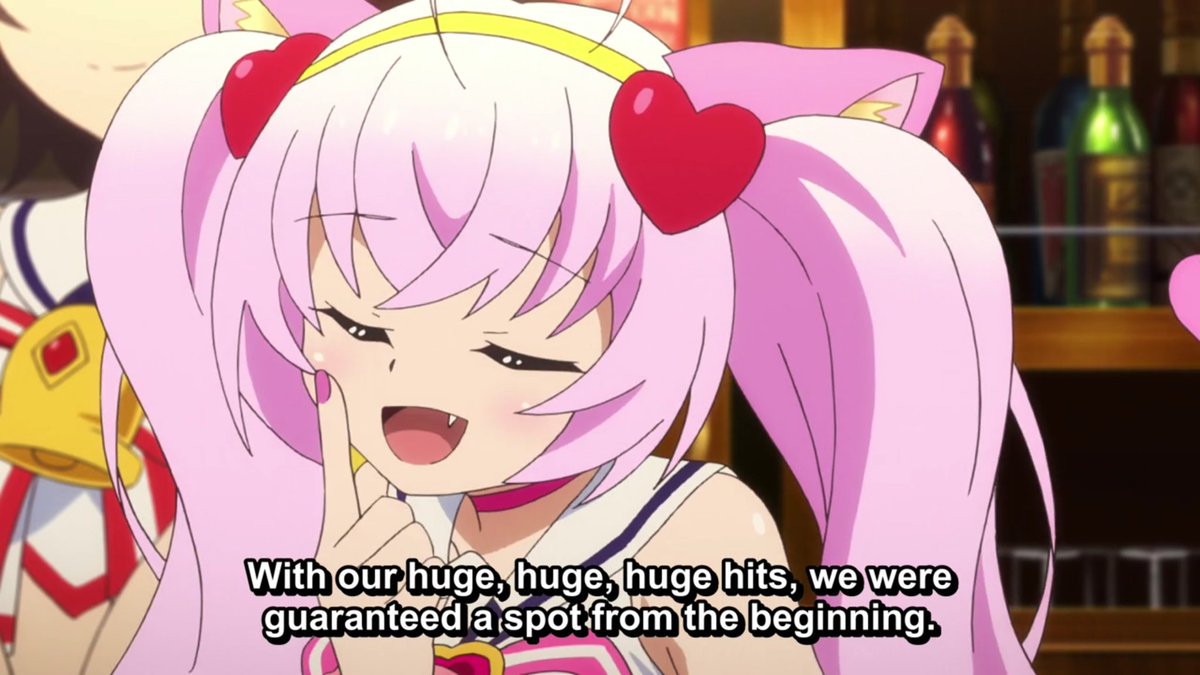 With our huge, huge, huge hits, we were
guaranteed a spot from the beginning.